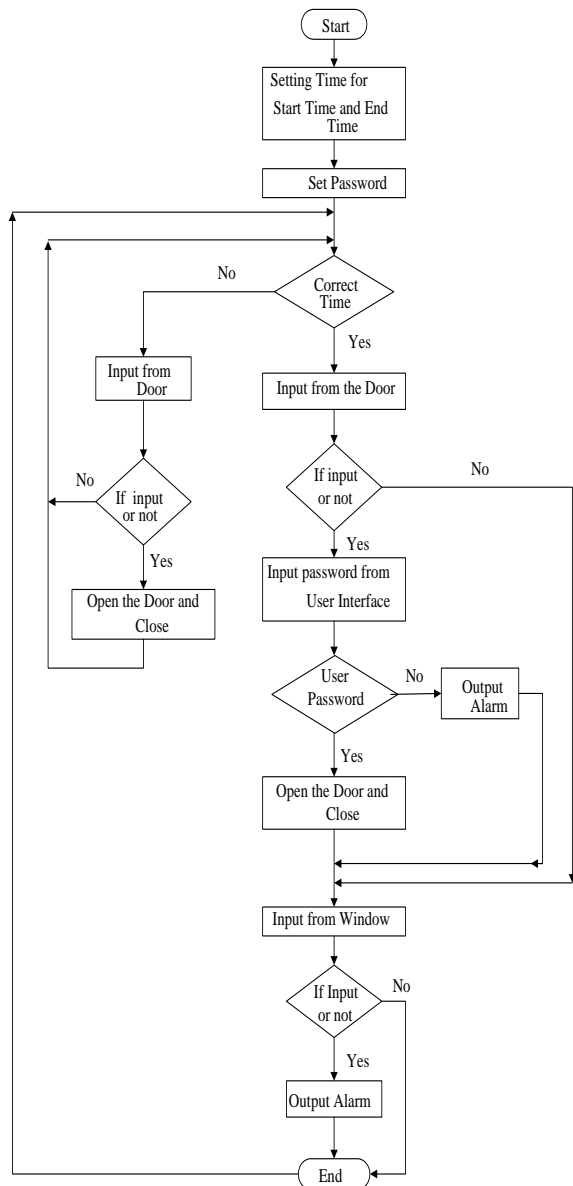 Start
Setting Time for
Start Time and End
Time
Set Password
No
Correct
Time
Yes
Input from
Door
Input from the Door
No
If input
or not
Yes
Open the Door and
Close
If input
or not
No
Yes
Input password from
User Interface
User
Password
No
Output
Alarm
Yes
Open the Door and
Close
Input from Window
If Input
or not
No
Yes
Output Alarm
End